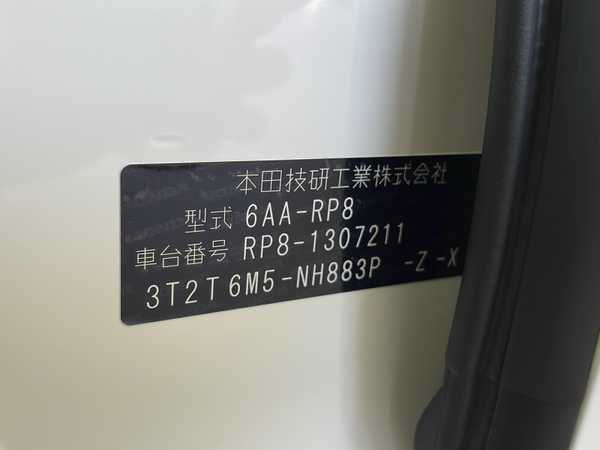 本田技研工業株式会社
型式 6AA-RP8
車台番号 RP8-1307211
3T2T6M5-NH883P -Z -X